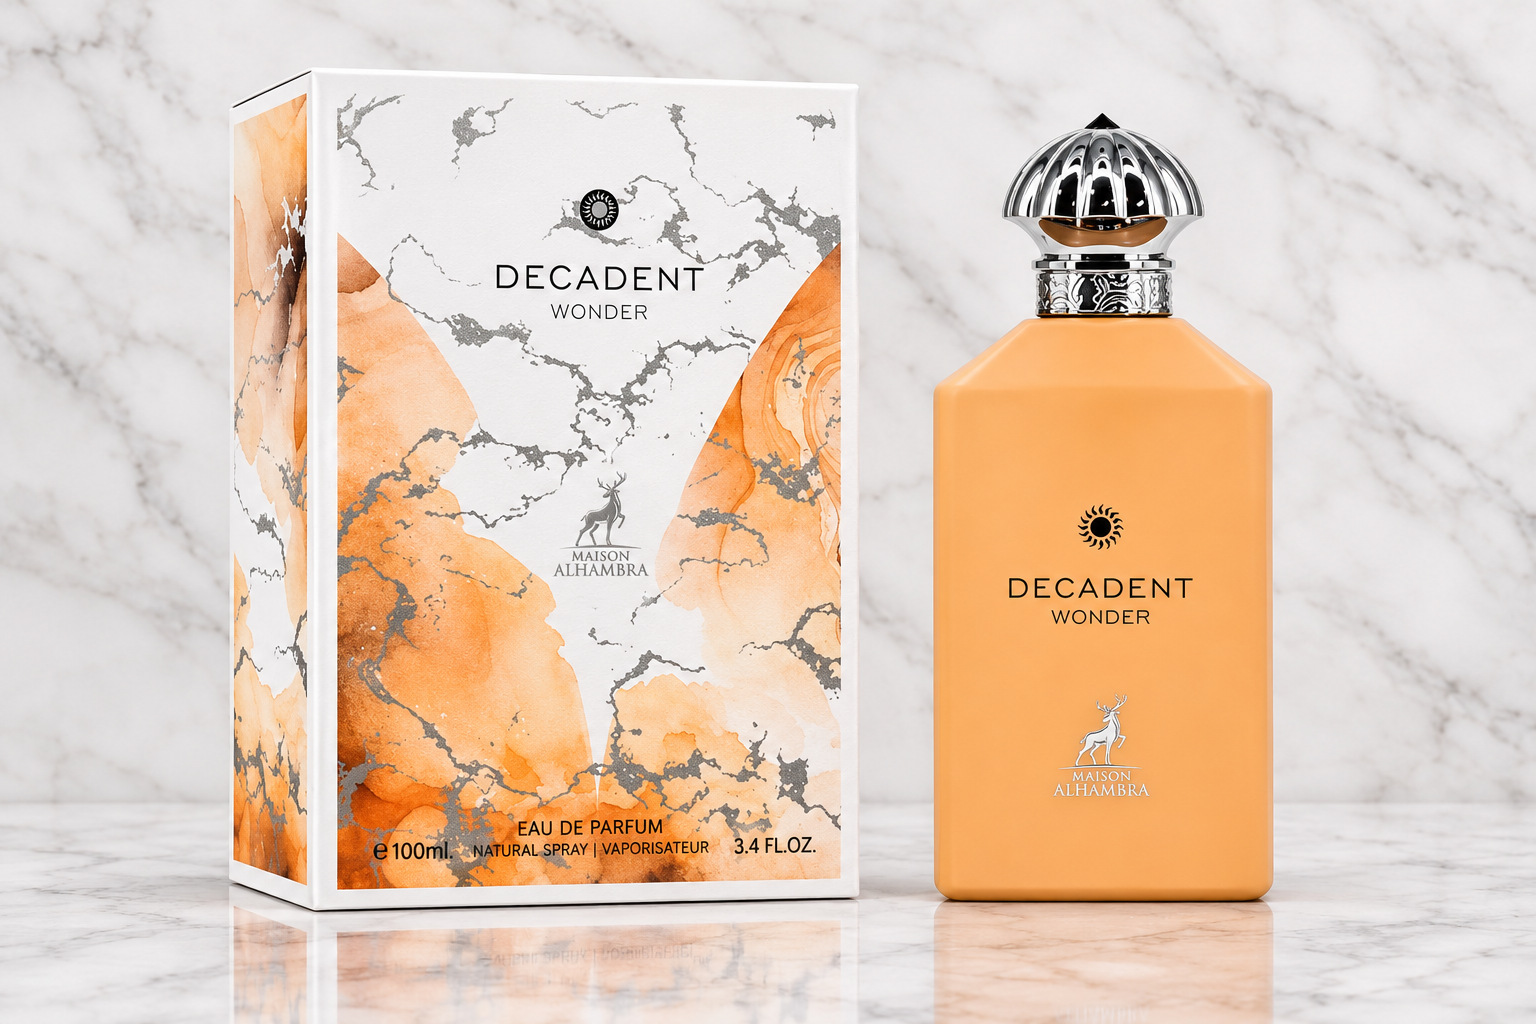 DECADENT
WONDER
MAISON
ALHAMBRA
EAU DE PARFUM
℮100ml. NATURAL SPRAY | VAPORISATEUR 3.4 FL.OZ.
DECADENT
WONDER
MAISON
ALHAMBRA